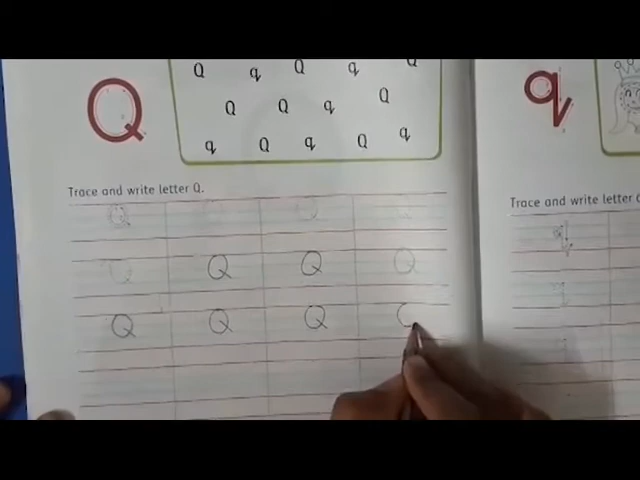 Q Q q Q q Q q
Q Q q Q
q Q q Q q
Trace and write letter Q. Trace and write letter
Q Q q
Q Q Q Q
Q Q Q